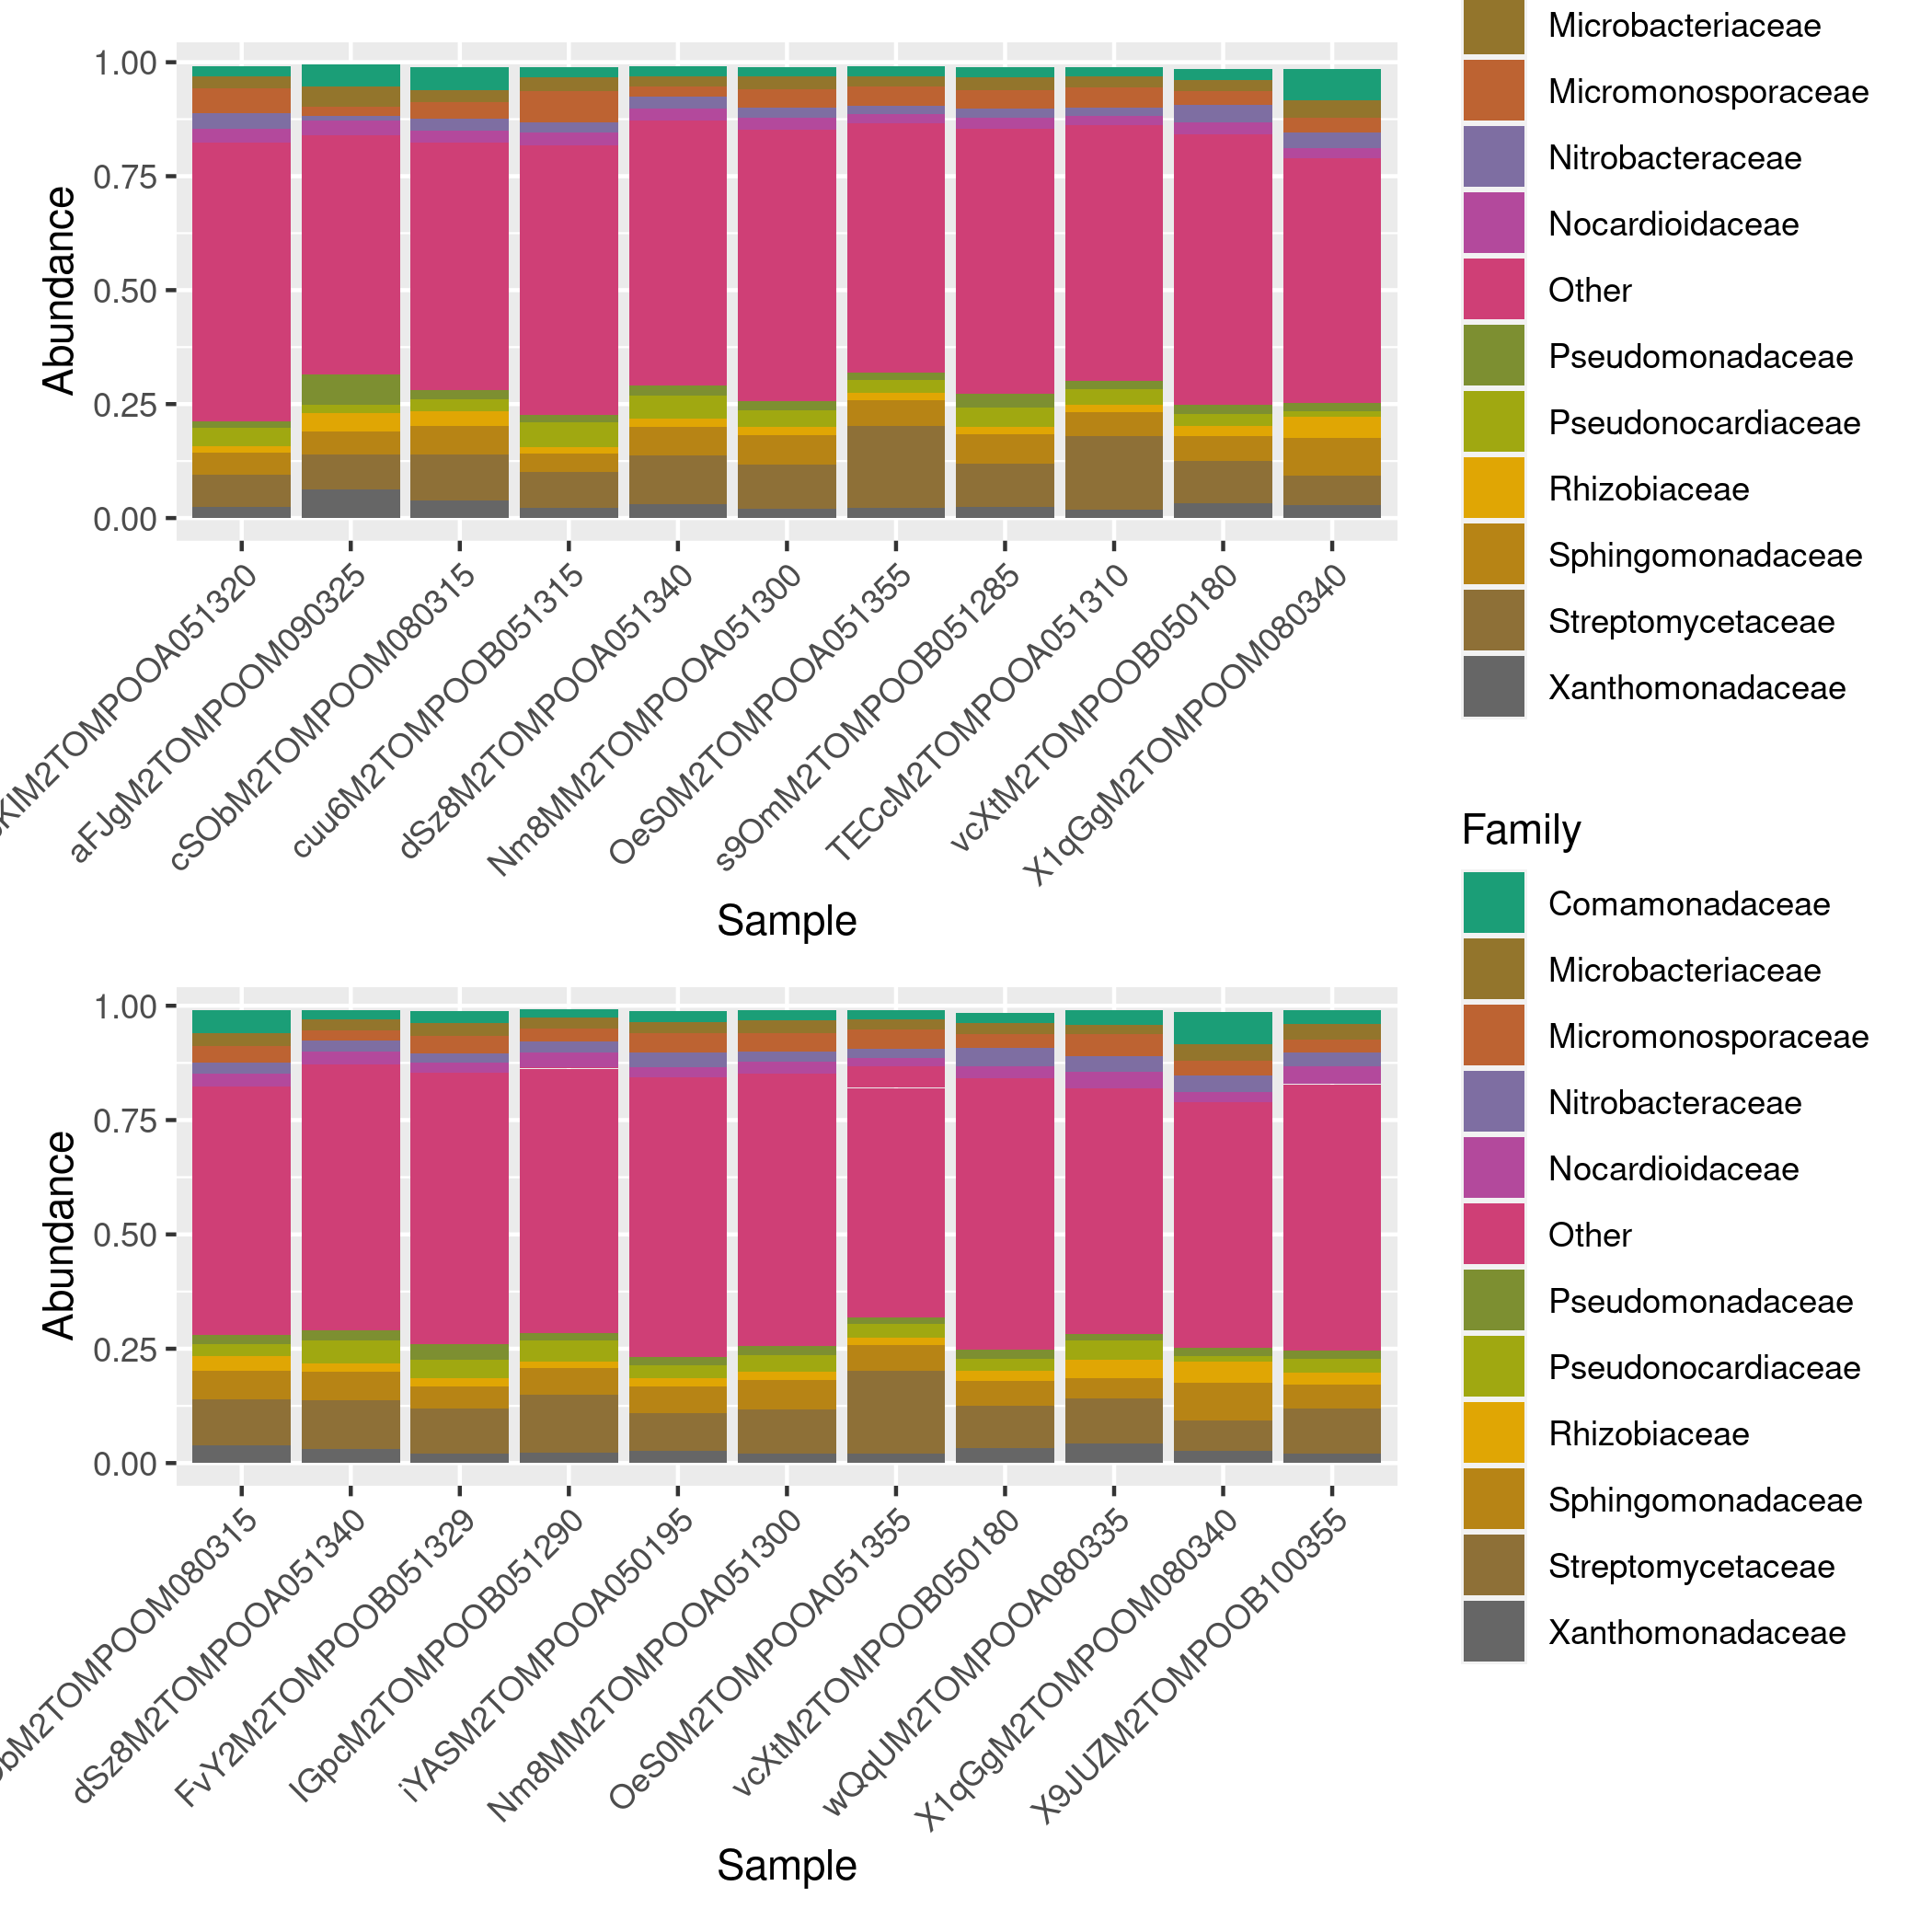 Abundance
1.00
0.75
0.50
0.25
0.00
KIM2TOMPOOA051320
aFJgM2TOMPOOM090325
cSObM2TOMPOOM080315
cuu6M2TOMPOOB051315
dSz8M2TOMPOOA051340
Nm8MM2TOMPOOA051300
OeS0M2TOMPOOA051355
s9OmM2TOMPOOB051285
TECcM2TOMPOOA051310
vcXtM2TOMPOOB050180
X1qGgM2TOMPOOM080340
Sample
Microbacteriaceae
Micromonosporaceae
Nitrobacteraceae
Nocardioidaceae
Other
Pseudomonadaceae
Pseudonocardiaceae
Rhizobiaceae
Sphingomonadaceae
Streptomycetaceae
Xanthomonadaceae
Abundance
1.00
0.75
0.50
0.25
0.00
bM2TOMPOOM080315
dSz8M2TOMPOOA051340
FvY2M2TOMPOOB051329
IGpcM2TOMPOOB051290
iYASM2TOMPOOA050195
Nm8MM2TOMPOOA051300
OeS0M2TOMPOOA051355
vcXtM2TOMPOOB050180
wQqUM2TOMPOOA080335
X1qGgM2TOMPOOM080340
X9JUZM2TOMPOOB100355
Sample
Family
Comamonadaceae
Microbacteriaceae
Micromonosporaceae
Nitrobacteraceae
Nocardioidaceae
Other
Pseudomonadaceae
Pseudonocardiaceae
Rhizobiaceae
Sphingomonadaceae
Streptomycetaceae
Xanthomonadaceae